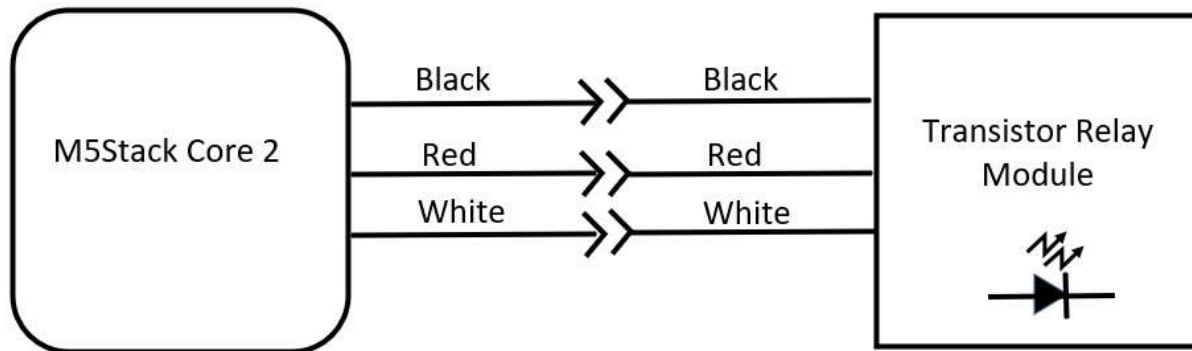 Black
Black
M5Stack Core 2
Red
Red
Transistor Relay
Module
White
White